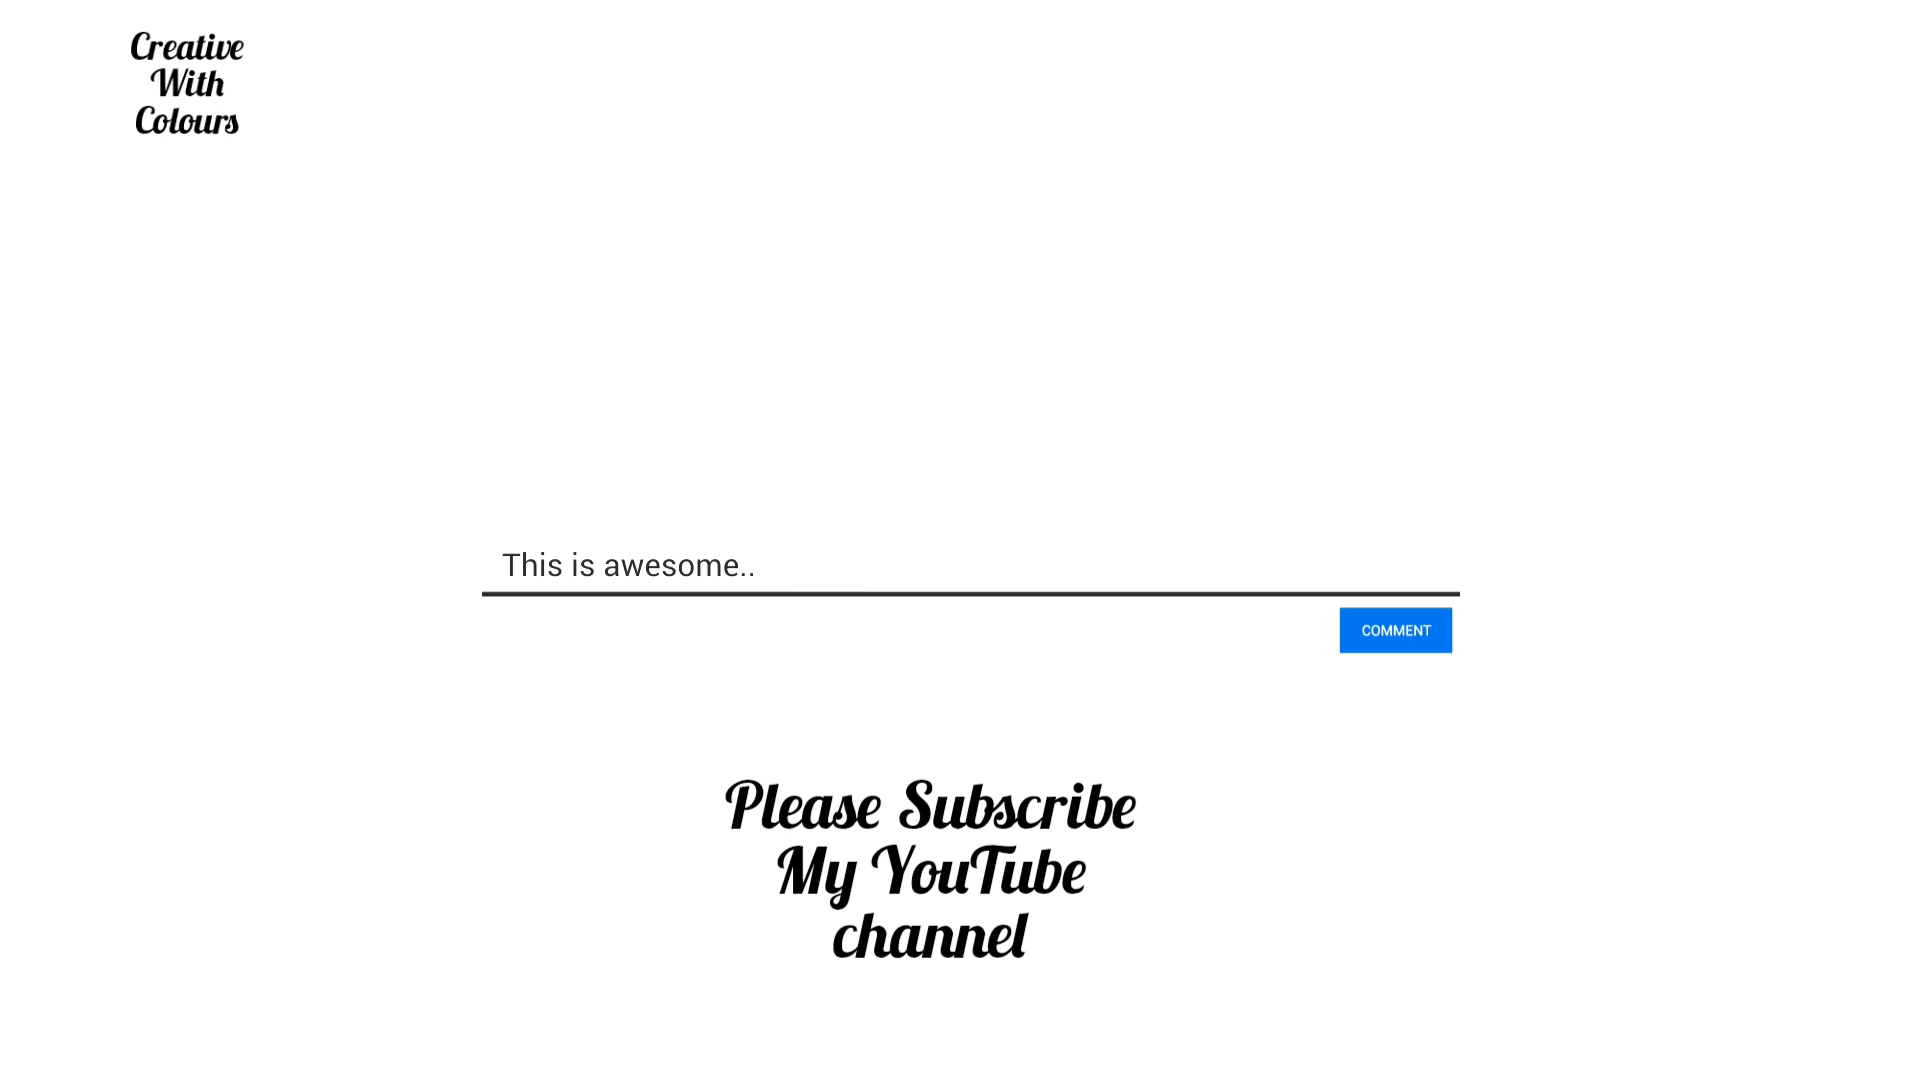 Creative
With
Colours
This is awesome..
COMMENT
Please Subscribe
My YouTube
channel